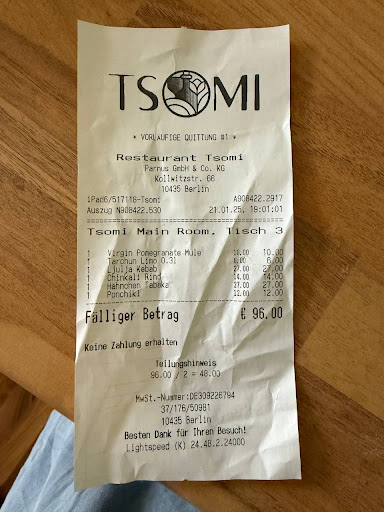 TSOMI
* VORLÄUFIGE QUITTUNG #1 *
Restaurant Tsomi
Parnus GmbH & Co. KG
Kollwitzstr. 66
10435 Berlin
iPad6/517118-Tsomi A908422.2917
Auszug N908422.530 21.01.25, 19:01:01
Tsomi Main Room, Tisch 3
1 Virgin Pomegranate Mule 10.00 10.00
1 Tarchun Limo 0.3l 6.00 6.00
1 Ljulja Kebab 27.00 27.00
1 Chinkali Rind 14.00 14.00
1 Hähnchen Tabaka 27.00 27.00
1 Ponchiki 12.00 12.00
Fälliger Betrag € 96.00
Keine Zahlung erhalten
Teilungshinweis
96.00 / 2 = 48.00
MwSt.-Nummer:DE309226794
37/176/50981
10435 Berlin
Besten Dank für Ihren Besuch!
Lightspeed (K) 24.48.2.24000